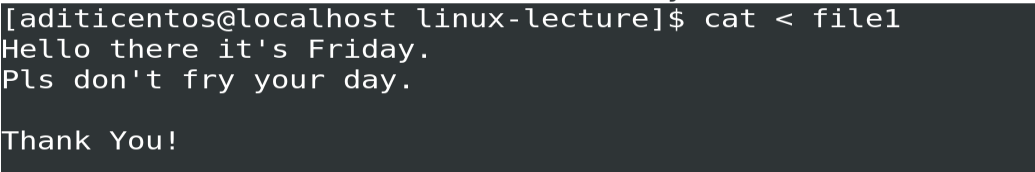 [aditicentos@localhost linux-lecture]$ cat < file1
Hello there it's Friday.
Pls don't fry your day.

Thank You!